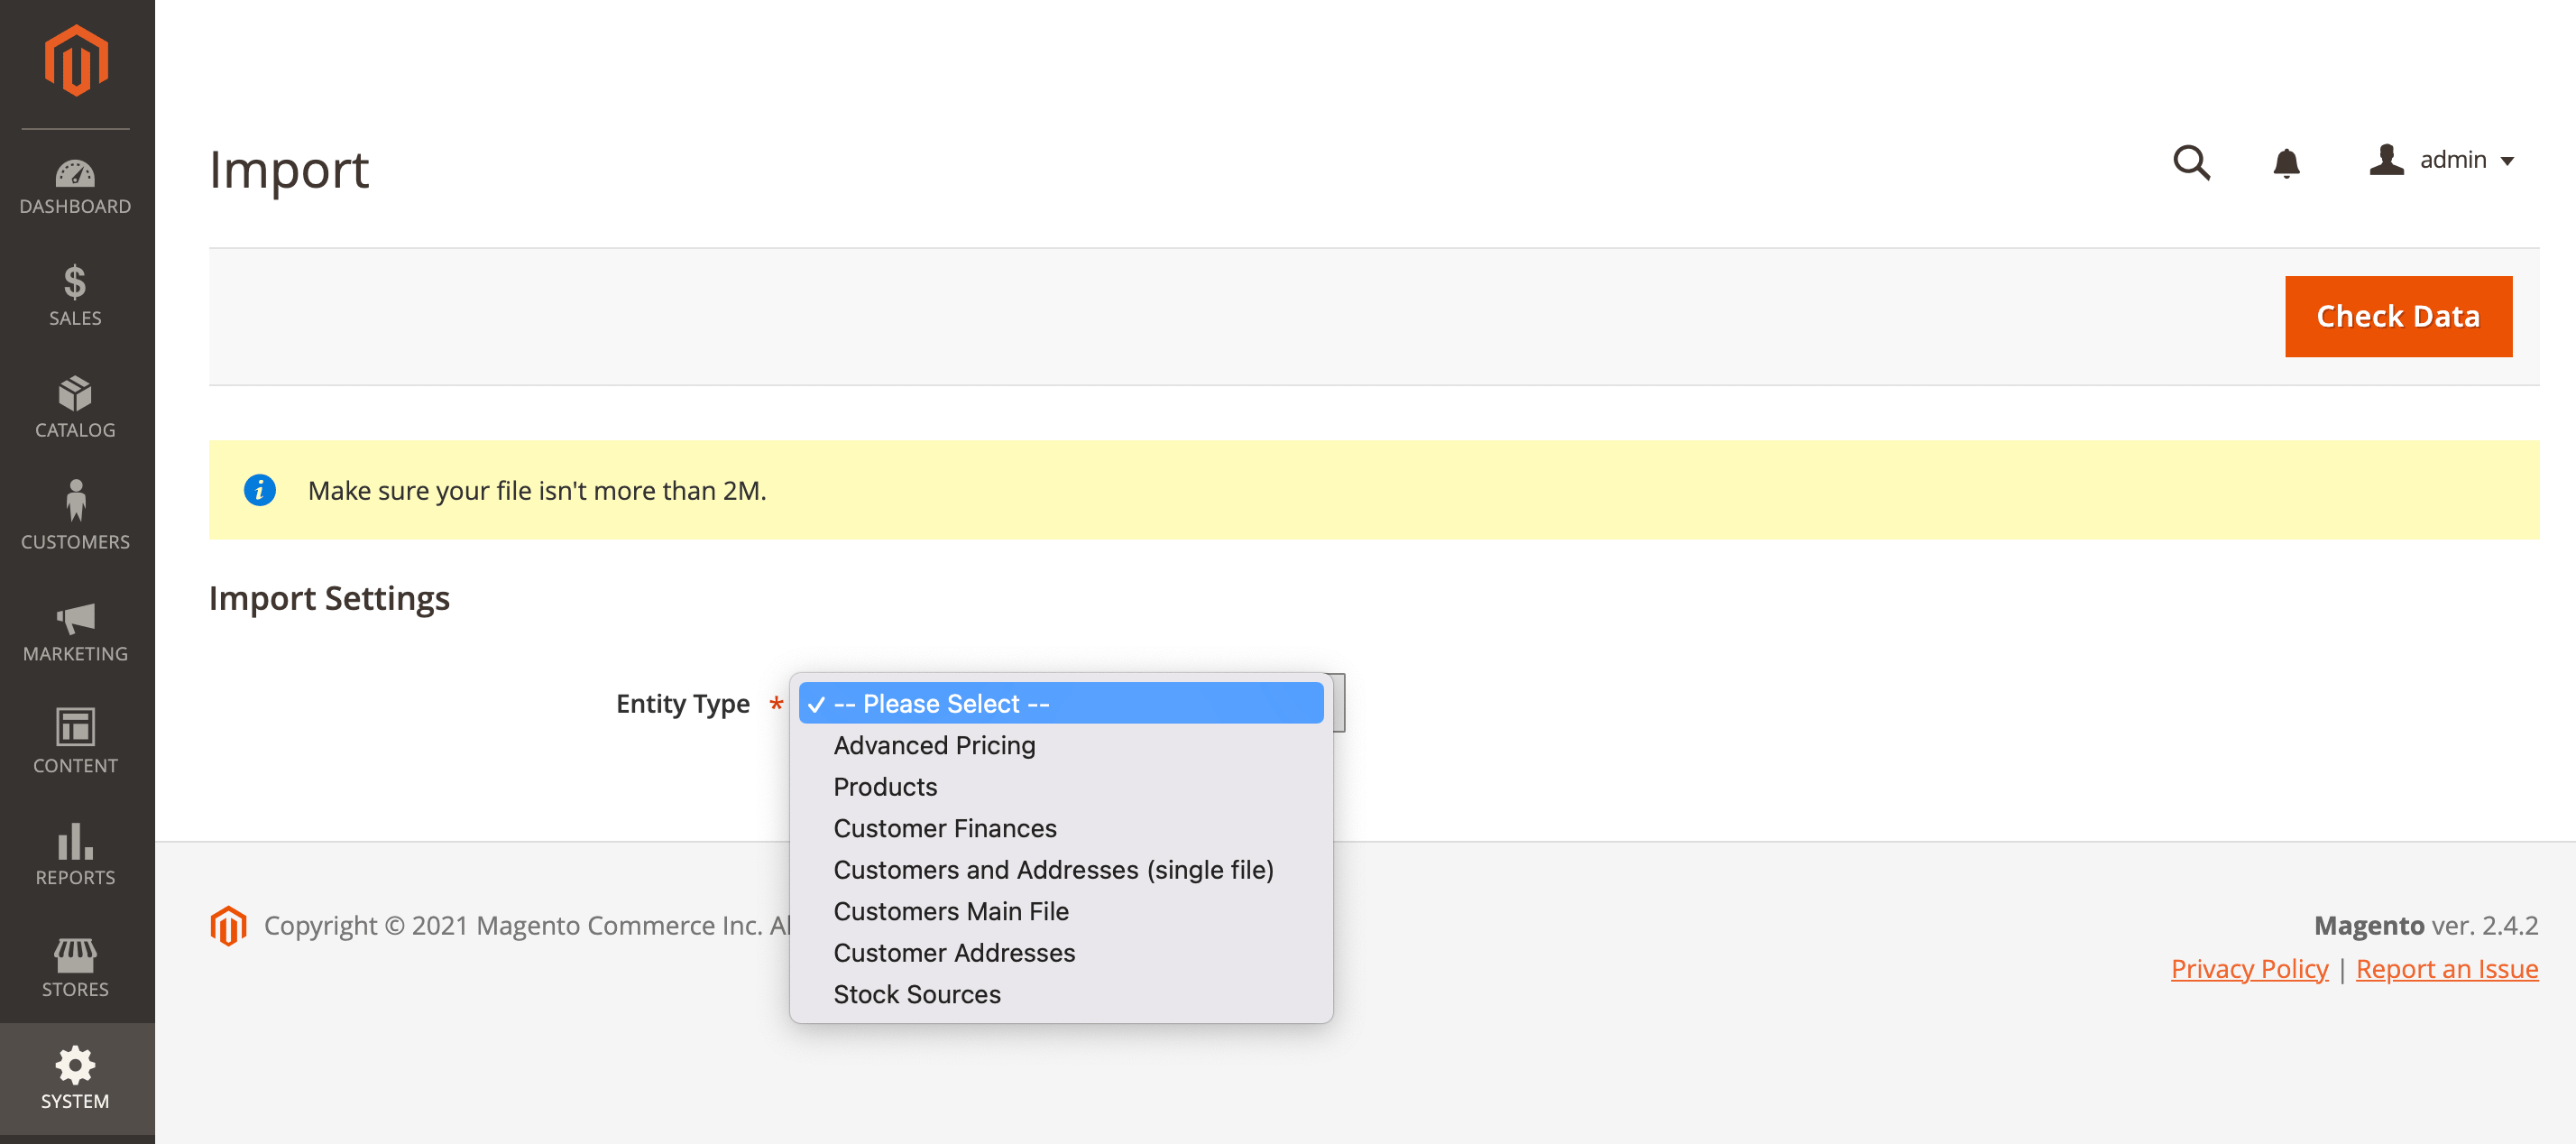 DASHBOARD
SALES
CATALOG
CUSTOMERS
MARKETING
CONTENT
REPORTS
STORES
SYSTEM
Import
admin
Check Data
Make sure your file isn't more than 2M.
Import Settings
Entity Type *
✓ -- Please Select --
Advanced Pricing
Products
Customer Finances
Customers and Addresses (single file)
Customers Main File
Customer Addresses
Stock Sources
Copyright © 2021 Magento Commerce Inc.
Magento ver. 2.4.2
Privacy Policy | Report an Issue